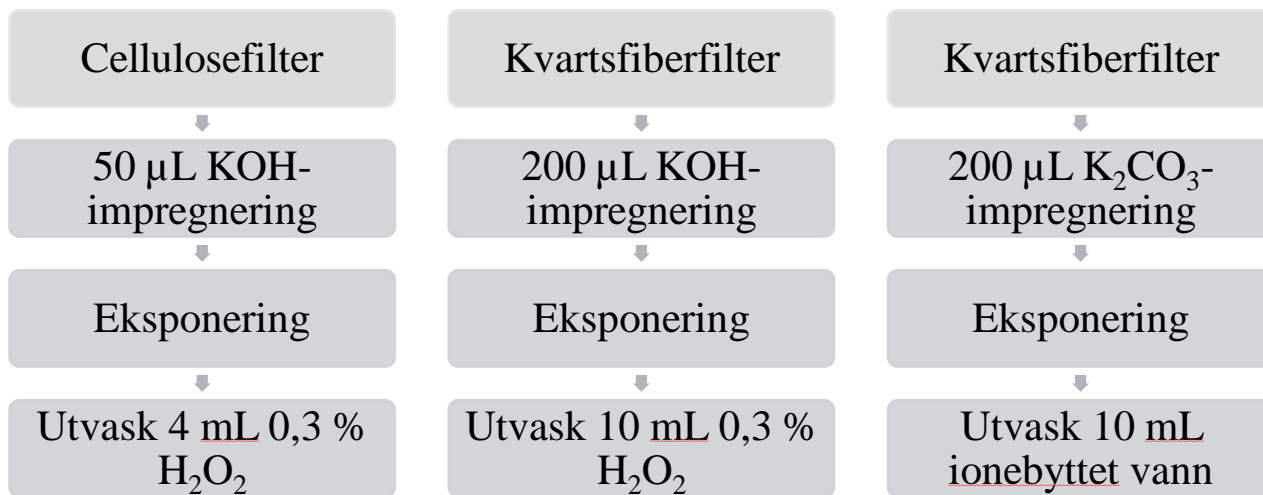 Cellulosefilter
50 µL KOH-
impregnering
Eksponering
Utvask 4 mL 0,3 %
H₂O₂
Kvartsfiberfilter
200 µL KOH-
impregnering
Eksponering
Utvask 10 mL 0,3 %
H₂O₂
Kvartsfiberfilter
200 µL K₂CO₃-
impregnering
Eksponering
Utvask 10 mL
ionebyttet vann